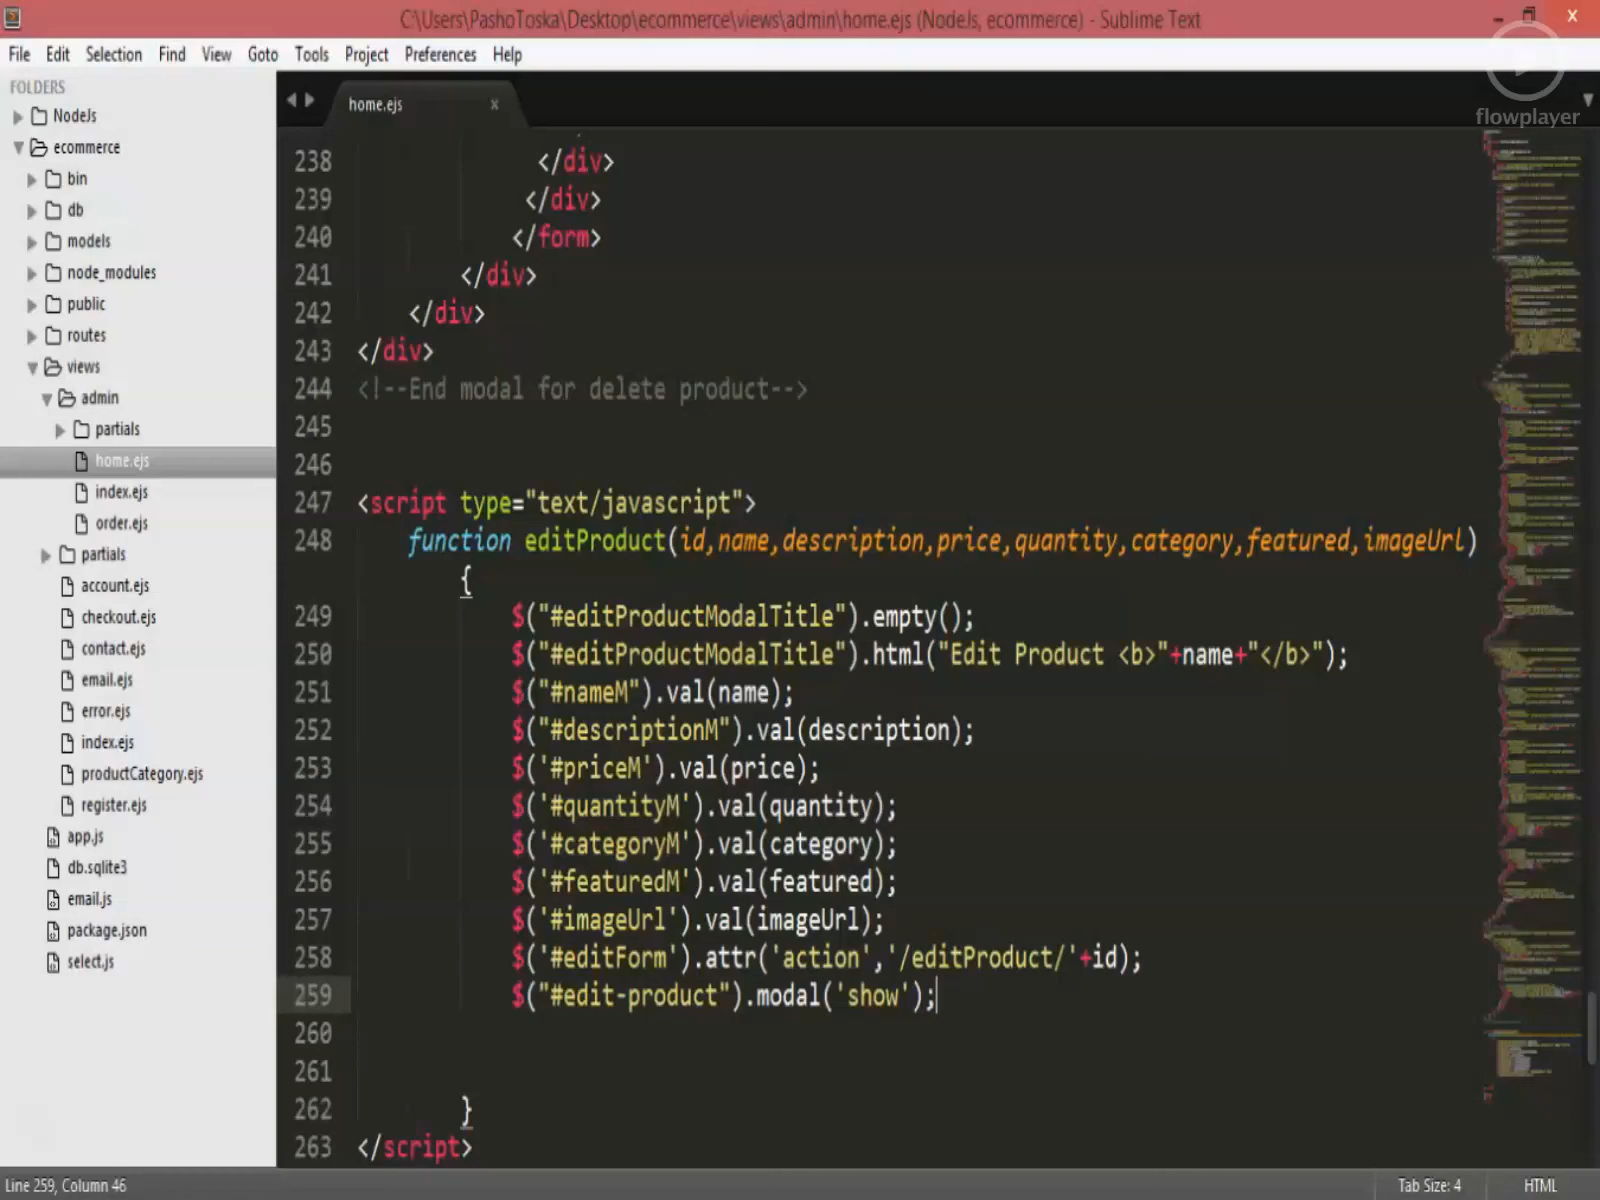 C:\Users\PashoToska\Desktop\ecommerce\views\admin\home.ejs (NodeJs, ecommerce) - Sublime Text
File Edit Selection Find View Goto Tools Project Preferences Help
flowplayer
FOLDERS
NodeJs
ecommerce
bin
db
models
node_modules
public
routes
views
admin
partials
home.ejs
index.ejs
order.ejs
partials
account.ejs
checkout.ejs
contact.ejs
email.ejs
error.ejs
index.ejs
productCategory.ejs
register.ejs
app.js
db.sqlite3
email.js
package.json
select.js
home.ejs x
238 </div>
239 </div>
240 </form>
241 </div>
242 </div>
243 </div>
244 <!--End modal for delete product-->
245
246
247 <script type="text/javascript">
248 function editProduct(id,name,description,price,quantity,category,featured,imageUrl)
{
249 $("#editProductModalTitle").empty();
250 $("#editProductModalTitle").html("Edit Product <b>"+name+"</b>");
251 $("#nameM").val(name);
252 $("#descriptionM").val(description);
253 $('#priceM').val(price);
254 $('#quantityM').val(quantity);
255 $('#categoryM').val(category);
256 $('#featuredM').val(featured);
257 $('#imageUrl').val(imageUrl);
258 $('#editForm').attr('action','/editProduct/'+id);
259 $("#edit-product").modal('show');
260
261
262 }
263 </script>
Line 259, Column 46
Tab Size: 4
HTML